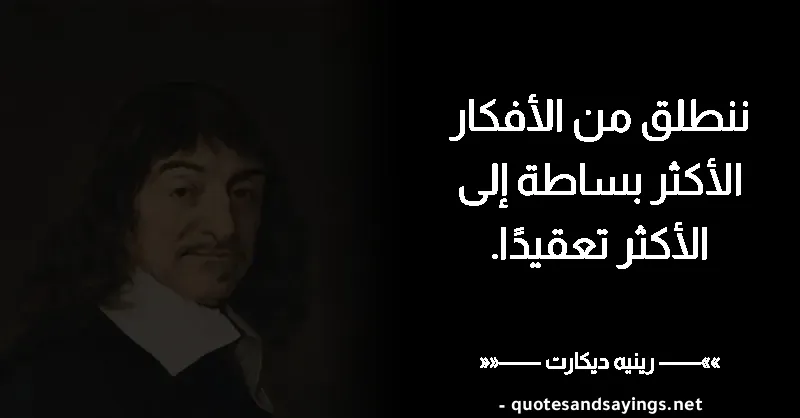 ننطلق من الأفكار
الأكثر بساطة إلى
الأكثر تعقيدًا.
»»—— رينيه ديكارت ——««
- quotesandsayings.net